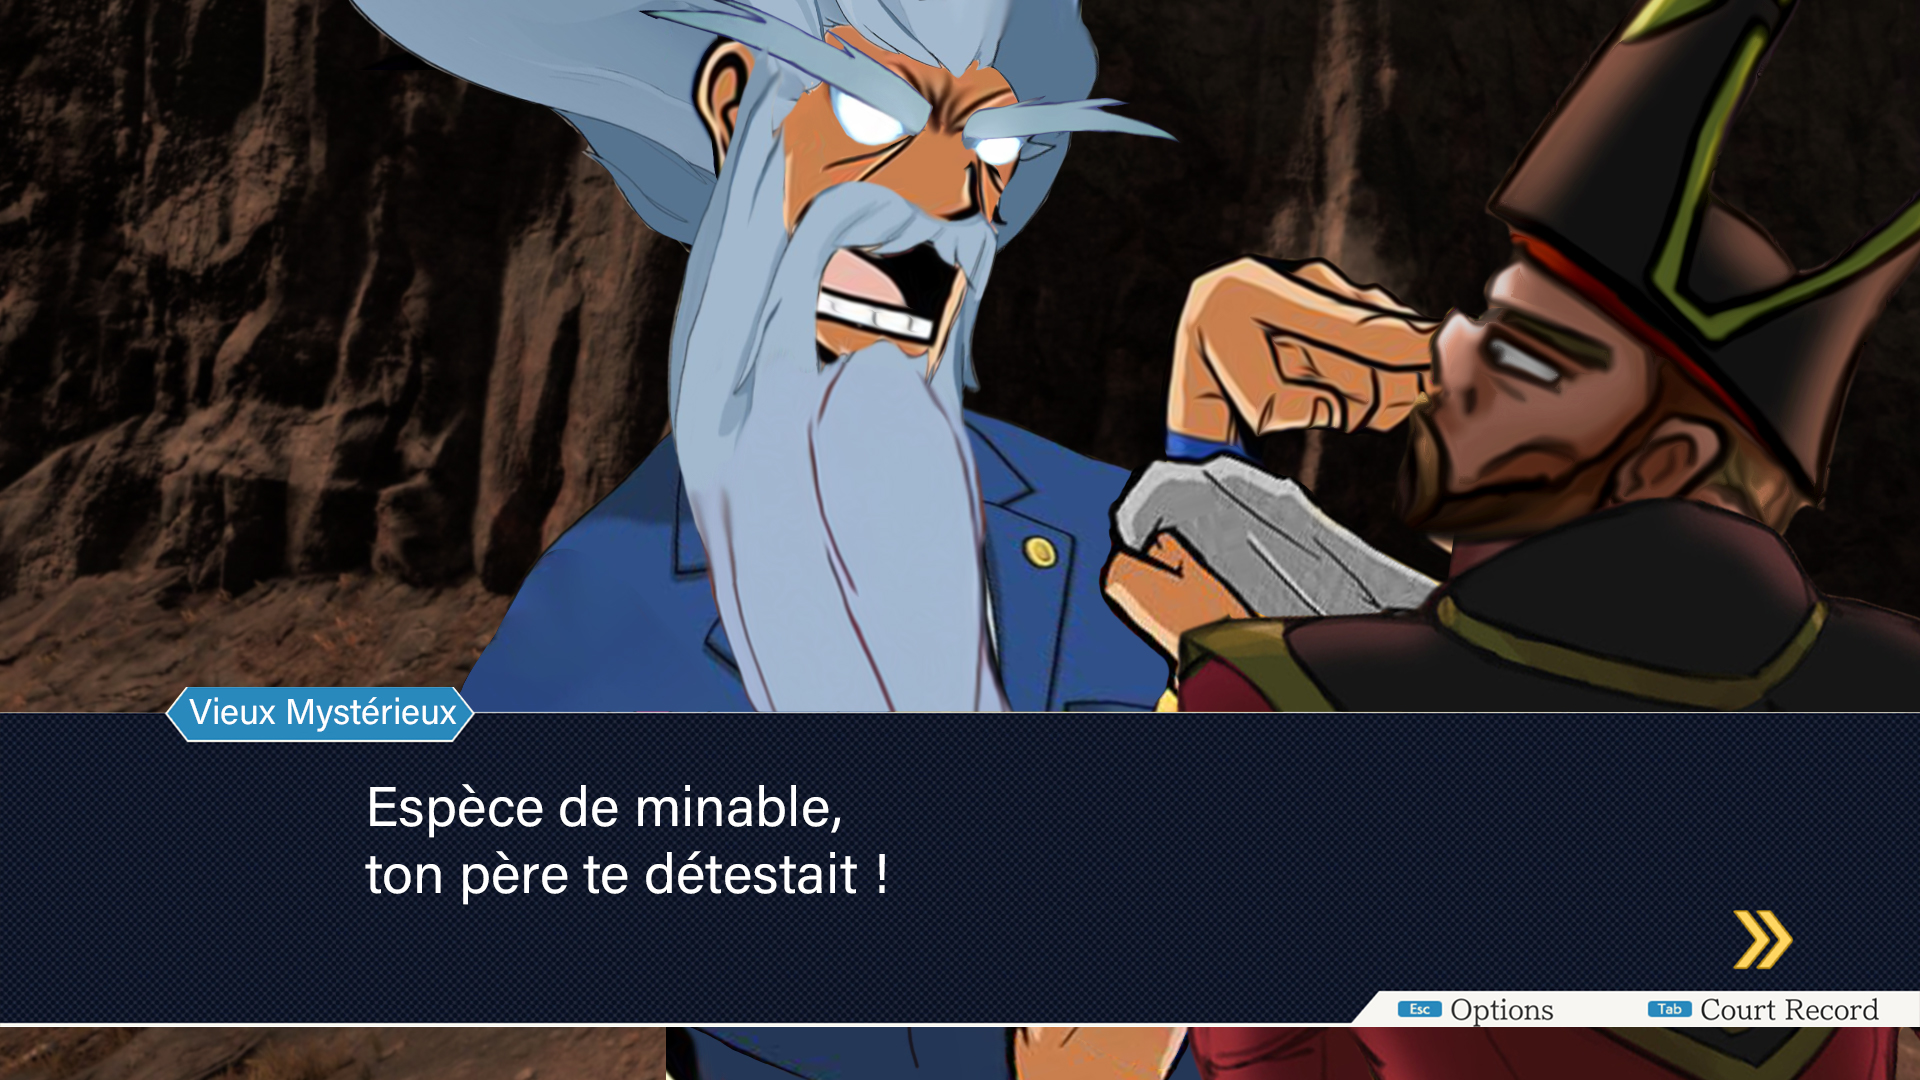 Vieux Mystérieux
Espèce de minable,
ton père te détestait !
Esc Options Tab Court Record